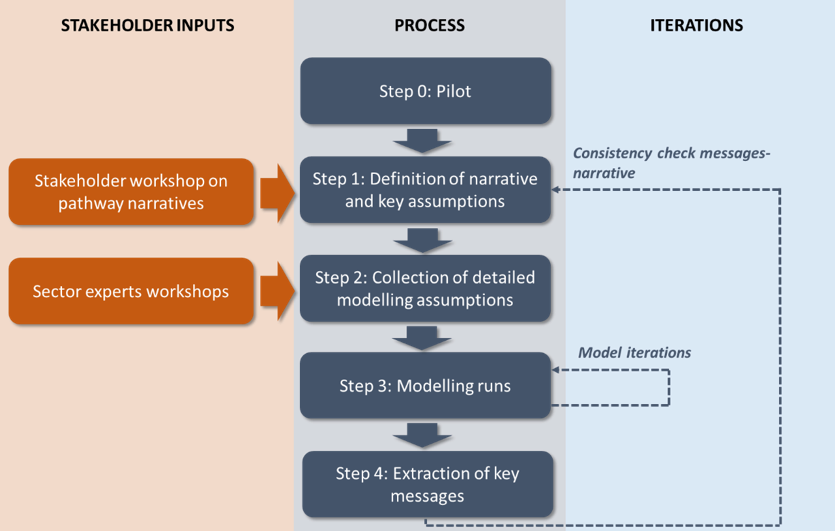 STAKEHOLDER INPUTS
PROCESS
ITERATIONS
Step 0: Pilot
Stakeholder workshop on
pathway narratives
Step 1: Definition of narrative
and key assumptions
Consistency check messages-
narrative
Sector experts workshops
Step 2: Collection of detailed
modelling assumptions
Step 3: Modelling runs
Model iterations
Step 4: Extraction of key
messages